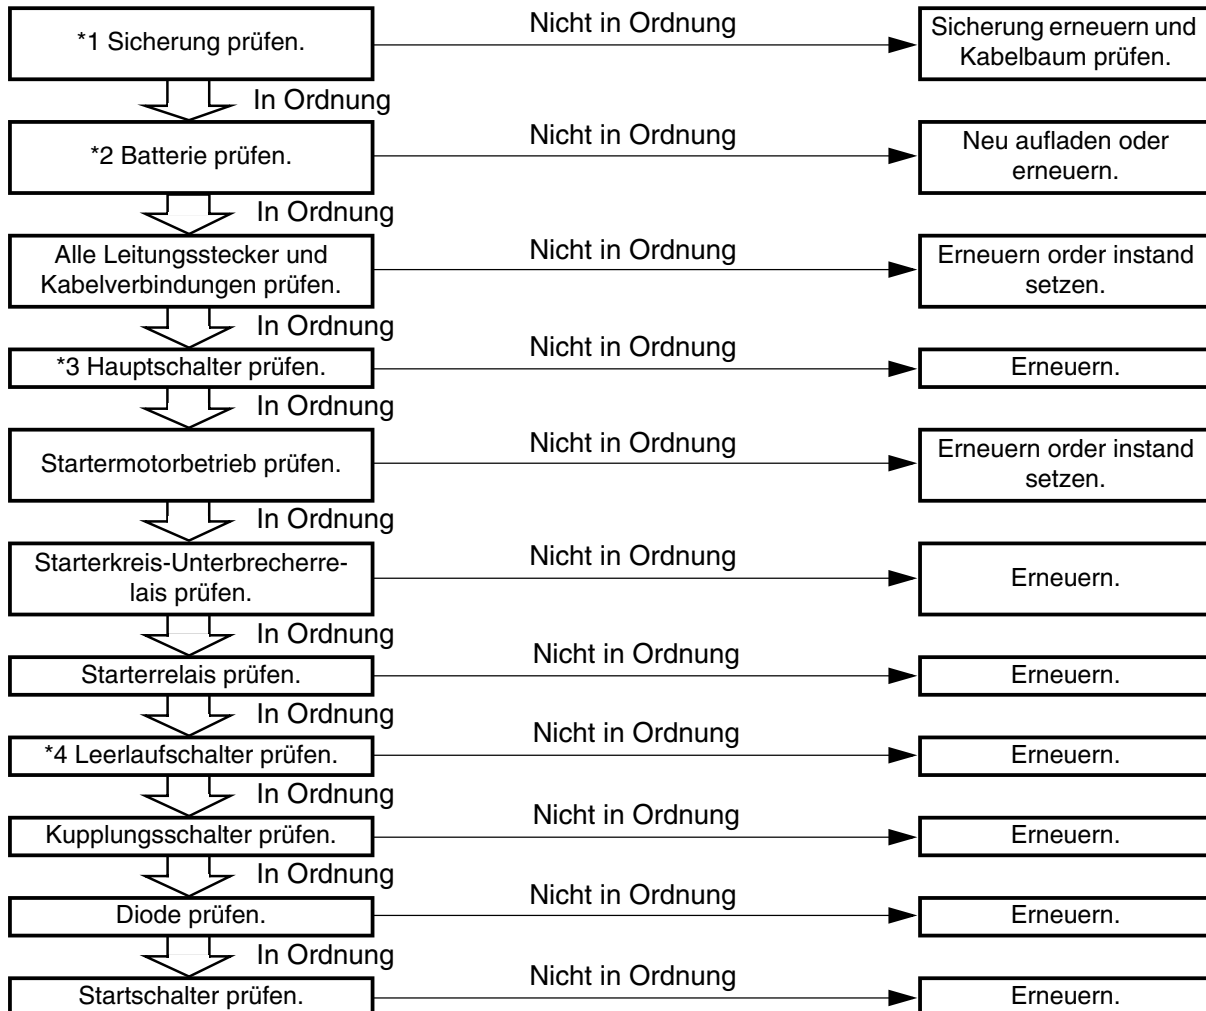 *1 Sicherung prüfen.
Nicht in Ordnung
Sicherung erneuern und
Kabelbaum prüfen.
In Ordnung
*2 Batterie prüfen.
Nicht in Ordnung
Neu aufladen oder
erneuern.
In Ordnung
Alle Leitungsstecker und
Kabelverbindungen prüfen.
Nicht in Ordnung
Erneuern order instand
setzen.
In Ordnung
*3 Hauptschalter prüfen.
Nicht in Ordnung
Erneuern.
In Ordnung
Startermotorbetrieb prüfen.
Nicht in Ordnung
Erneuern order instand
setzen.
In Ordnung
Starterkreis-Unterbrecherre-
lais prüfen.
Nicht in Ordnung
Erneuern.
In Ordnung
Starterrelais prüfen.
Nicht in Ordnung
Erneuern.
In Ordnung
*4 Leerlaufschalter prüfen.
Nicht in Ordnung
Erneuern.
In Ordnung
Kupplungsschalter prüfen.
Nicht in Ordnung
Erneuern.
In Ordnung
Diode prüfen.
Nicht in Ordnung
Erneuern.
In Ordnung
Startschalter prüfen.
Nicht in Ordnung
Erneuern.